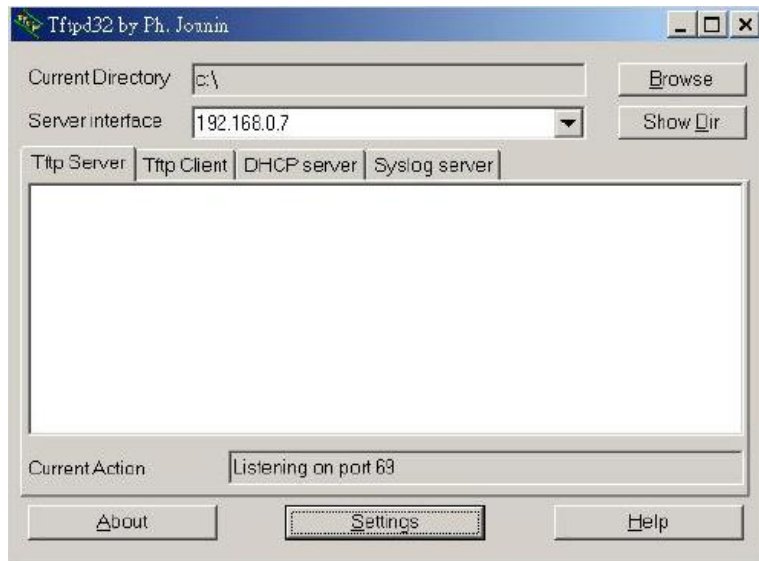 Tftpd32 by Ph. Jounin
Current Directory c:\ Browse
Server interface 192.168.0.7 Show Dir
Tftp Server Tftp Client DHCP server Syslog server
Current Action Listening on port 69
About Settings Help